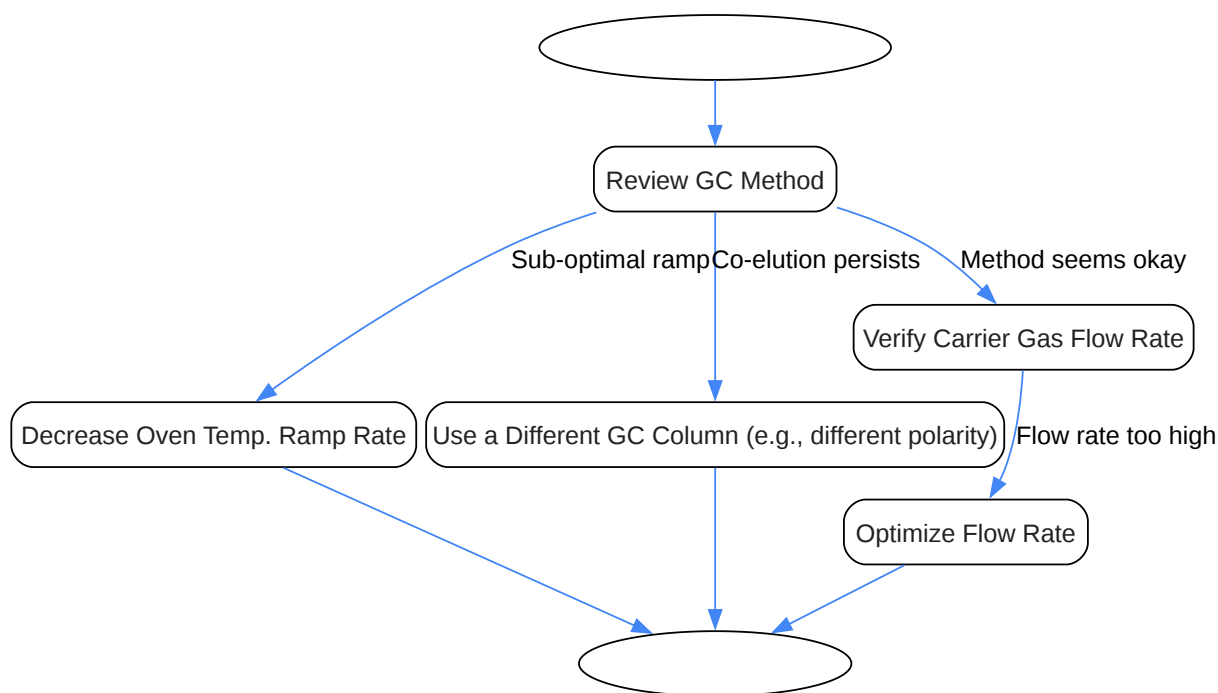 Review GC Method
Sub-optimal ramp
Co-elution persists
Method seems okay
Verify Carrier Gas Flow Rate
Decrease Oven Temp. Ramp Rate
Use a Different GC Column (e.g., different polarity)
Flow rate too high
Optimize Flow Rate